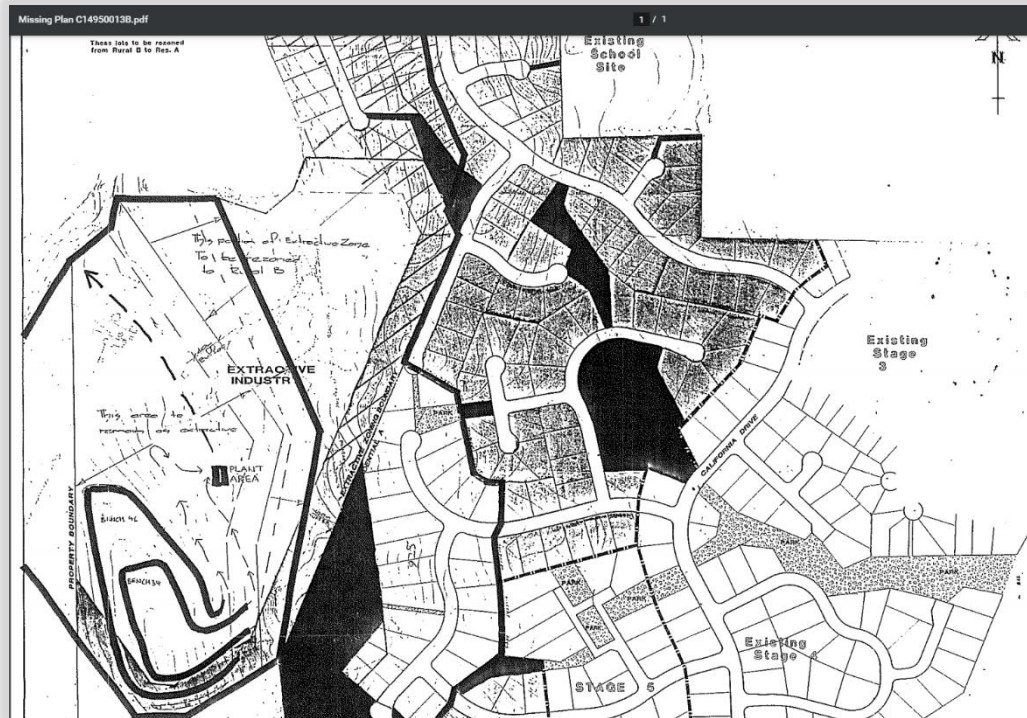 Missing Plan C14950013B.pdf
1 / 1
These lots to be rezoned
from Rural B to Res. A
Existing
School
Site
N
This portion of Extractive Zone
To be rezoned
to Rural B
EXTRACTIVE
INDUSTR
This area to
remain as extractive
PLANT
AREA
PROPERTY BOUNDARY
BENCH 46
BENCH 34
EXISTING ZONING BOUNDARY
PARK
Existing
Stage
3
CALIFORNIA DRIVE
PARK
PARK
PARK
PARK
PARK
Existing
Stage 4
STAGE 5